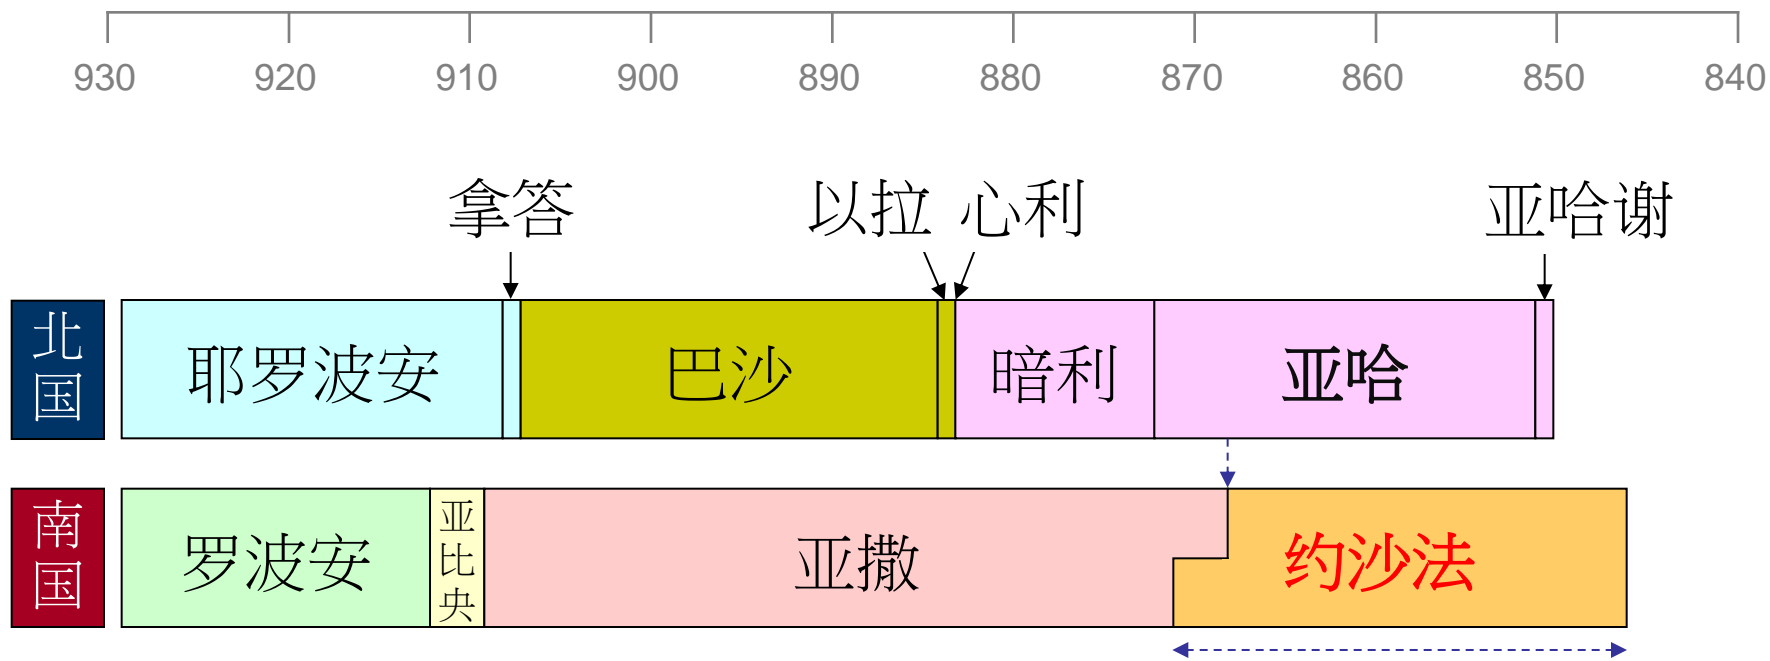 930 920 910 900 890 880 870 860 850 840
拿答 以拉 心利 亚哈谢
北国 耶罗波安 巴沙 暗利 亚哈
南国 罗波安 亚比央 亚撒 约沙法